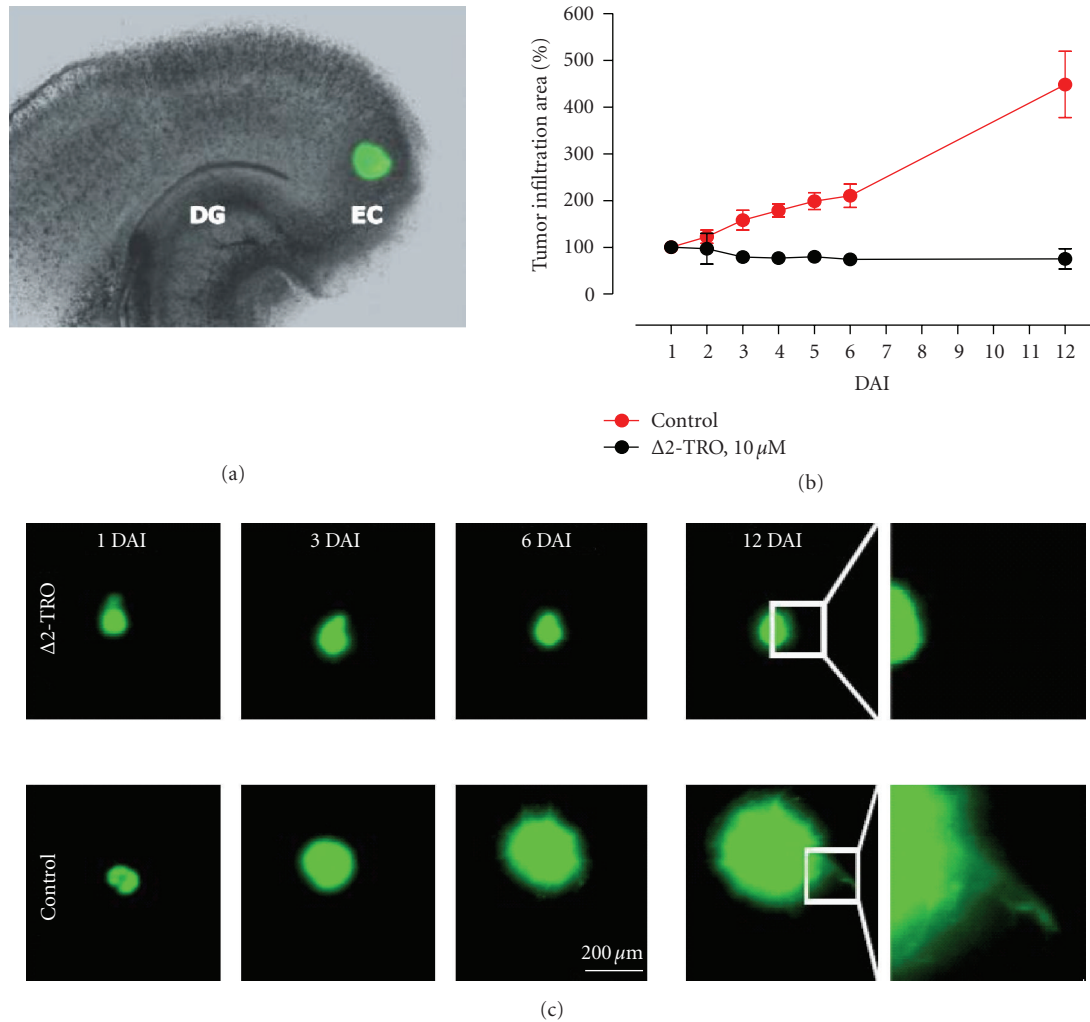 DG
EC
(a)
600
500
400
300
200
100
0
Tumor infiltration area (%)
1 2 3 4 5 6 7 8 9 10 11 12
DAI
Control
Δ2-TRO, 10 μM
(b)
1 DAI
3 DAI
6 DAI
12 DAI
Δ2-TRO
Control
200 μm
(c)